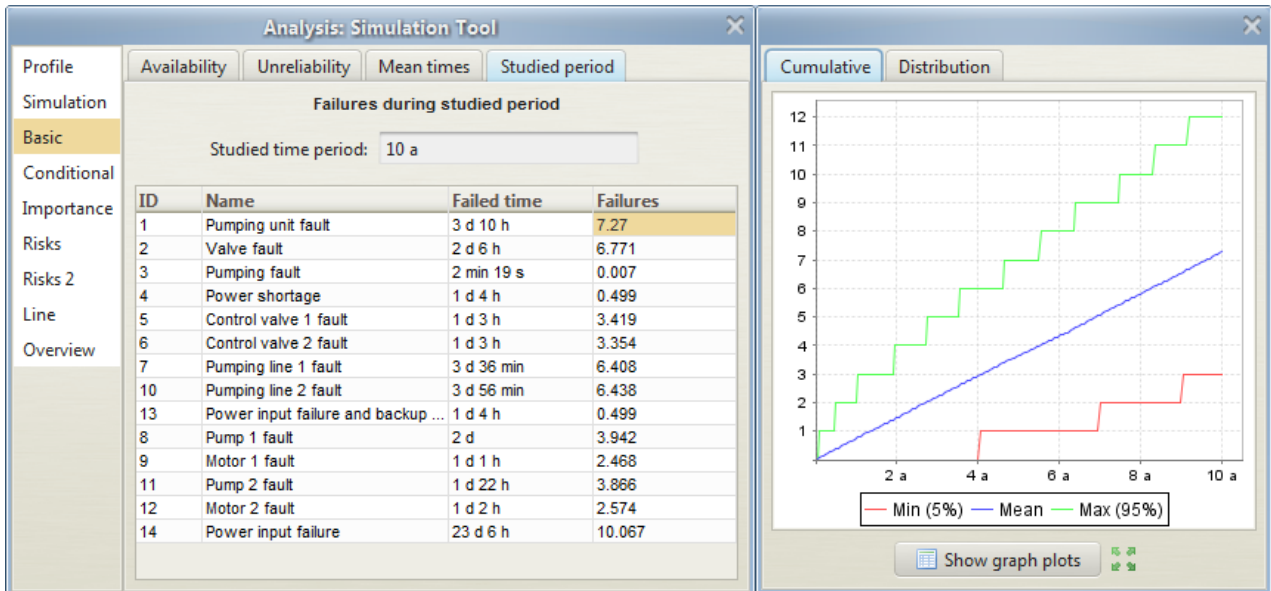 Analysis: Simulation Tool
Profile
Simulation
Basic
Conditional
Importance
Risks
Risks 2
Line
Overview
Availability Unreliability Mean times Studied period
Failures during studied period
Studied time period: 10 a
ID Name Failed time Failures
1 Pumping unit fault 3 d 10 h 7.27
2 Valve fault 2 d 6 h 6.771
3 Pumping fault 2 min 19 s 0.007
4 Power shortage 1 d 4 h 0.499
5 Control valve 1 fault 1 d 3 h 3.419
6 Control valve 2 fault 1 d 3 h 3.354
7 Pumping line 1 fault 3 d 36 min 6.408
10 Pumping line 2 fault 3 d 56 min 6.438
13 Power input failure and backup ... 1 d 4 h 0.499
8 Pump 1 fault 2 d 3.942
9 Motor 1 fault 1 d 1 h 2.468
11 Pump 2 fault 1 d 22 h 3.866
12 Motor 2 fault 1 d 2 h 2.574
14 Power input failure 23 d 6 h 10.067
Cumulative Distribution
12
11
10
9
8
7
6
5
4
3
2
1
2 a 4 a 6 a 8 a 10 a
Min (5%) Mean Max (95%)
Show graph plots